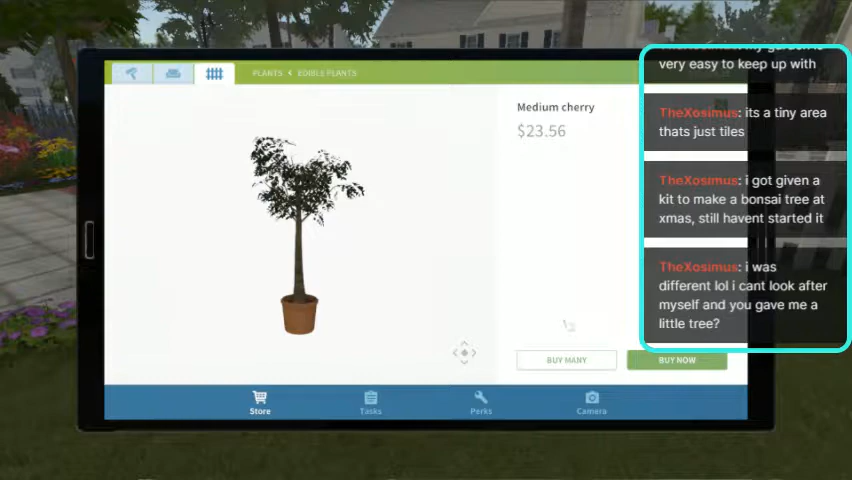 PLANTS < EDIBLE PLANTS
Medium cherry
$23.56
BUY MANY
BUY NOW
Store
Tasks
Perks
Camera
very easy to keep up with
TheXosimus: its a tiny area
thats just tiles
TheXosimus: i got given a
kit to make a bonsai tree at
xmas, still havent started it
TheXosimus: i was
different lol i cant look after
myself and you gave me a
little tree?